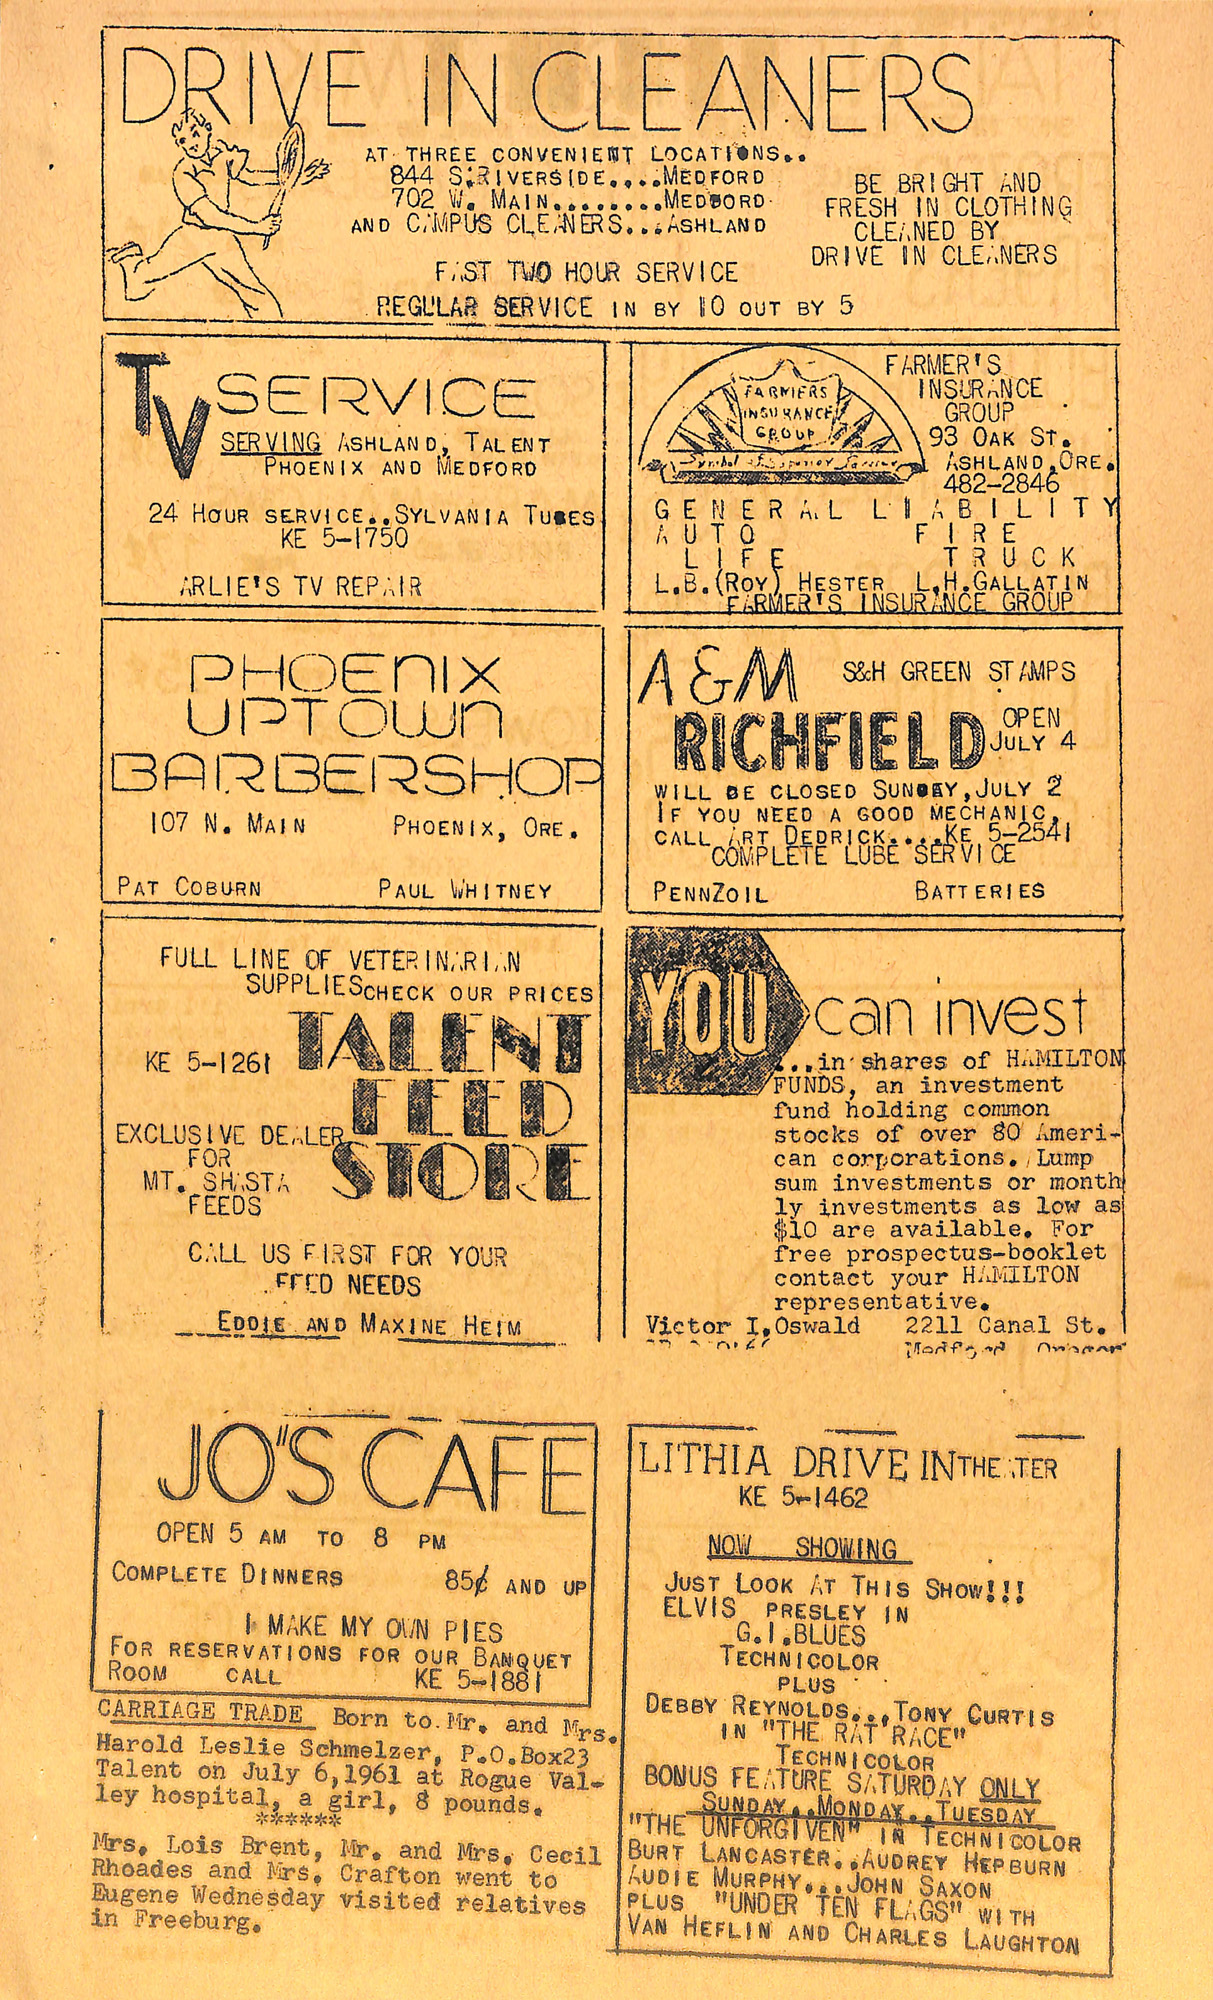 DRIVE IN CLEANERS
AT THREE CONVENIENT LOCATIONS..
844 S.RIVERSIDE....MEDFORD
702 W. MAIN........MEDFORD
AND CAMPUS CLEANERS...ASHLAND
FAST TWO HOUR SERVICE
REGULAR SERVICE IN BY 10 OUT BY 5
BE BRIGHT AND
FRESH IN CLOTHING
CLEANED BY
DRIVE IN CLEANERS
TV SERVICE
SERVING ASHLAND, TALENT
PHOENIX AND MEDFORD
24 HOUR SERVICE..SYLVANIA TUBES
KE 5-1750
ARLIE'S TV REPAIR
FARMERS
INSURANCE
GROUP
Symbol of Superior Service
FARMER'S
INSURANCE
GROUP
93 OAK ST.
ASHLAND,ORE.
482-2846
GENERAL LIABILITY
AUTO FIRE
LIFE TRUCK
L.B.(ROY) HESTER L.H.GALLATIN
FARMER'S INSURANCE GROUP
PHOENIX
UPTOWN
BARBERSHOP
107 N. MAIN PHOENIX, ORE.
PAT COBURN PAUL WHITNEY
A&M S&H GREEN STAMPS
RICHFIELD OPEN
JULY 4
WILL BE CLOSED SUNDAY,JULY 2
IF YOU NEED A GOOD MECHANIC,
CALL ART DEDRICK....KE 5-2541
COMPLETE LUBE SERVICE
PENNZOIL BATTERIES
FULL LINE OF VETERINARIAN
SUPPLIES CHECK OUR PRICES
KE 5-1261 TALENT
FEED
STORE
EXCLUSIVE DEALER
FOR
MT. SHASTA
FEEDS
CALL US FIRST FOR YOUR
FEED NEEDS
EDDIE AND MAXINE HEIM
YOU can invest
...in shares of HAMILTON
FUNDS, an investment
fund holding common
stocks of over 80 Ameri-
can corporations. Lump
sum investments or month
ly investments as low as
$10 are available. For
free prospectus-booklet
contact your HAMILTON
representative.
Victor I.Oswald 2211 Canal St.
Medford Oregon
JO'S CAFE
OPEN 5 AM TO 8 PM
COMPLETE DINNERS 85¢ AND UP
I MAKE MY OWN PIES
FOR RESERVATIONS FOR OUR BANQUET
ROOM CALL KE 5-1881
CARRIAGE TRADE Born to Mr. and Mrs.
Harold Leslie Schmelzer, P.O.Box23
Talent on July 6,1961 at Rogue Val-
ley hospital, a girl, 8 pounds.
******
Mrs. Lois Brent, Mr. and Mrs. Cecil
Rhoades and Mrs. Crafton went to
Eugene Wednesday visited relatives
in Freeburg.
LITHIA DRIVE IN THEATER
KE 5-1462
NOW SHOWING
JUST LOOK AT THIS SHOW!!!
ELVIS PRESLEY IN
G.I.BLUES
TECHNICOLOR
PLUS
DEBBY REYNOLDS...TONY CURTIS
IN "THE RAT RACE"
TECHNICOLOR
BONUS FEATURE SATURDAY ONLY
SUNDAY..MONDAY..TUESDAY
"THE UNFORGIVEN" IN TECHNICOLOR
BURT LANCASTER..AUDREY HEPBURN
AUDIE MURPHY...JOHN SAXON
PLUS "UNDER TEN FLAGS" WITH
VAN HEFLIN AND CHARLES LAUGHTON